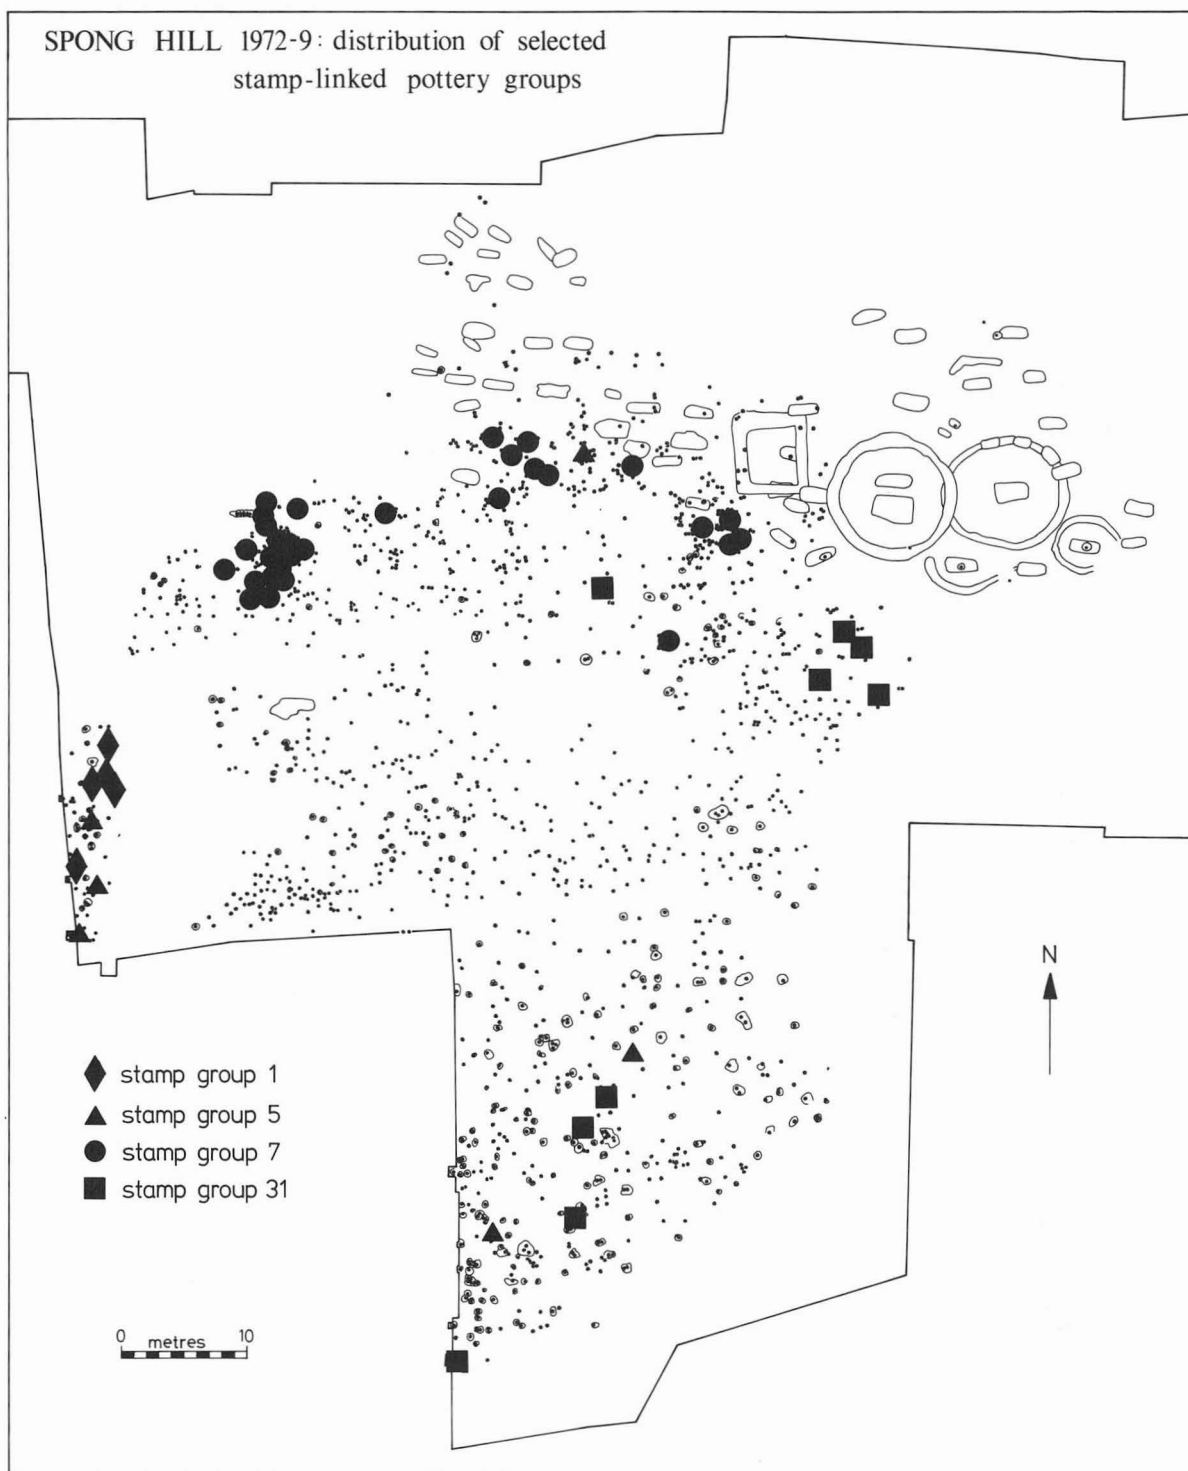 SPONG HILL 1972-9: distribution of selected
stamp-linked pottery groups
N
stamp group 1
stamp group 5
stamp group 7
stamp group 31
0 metres 10